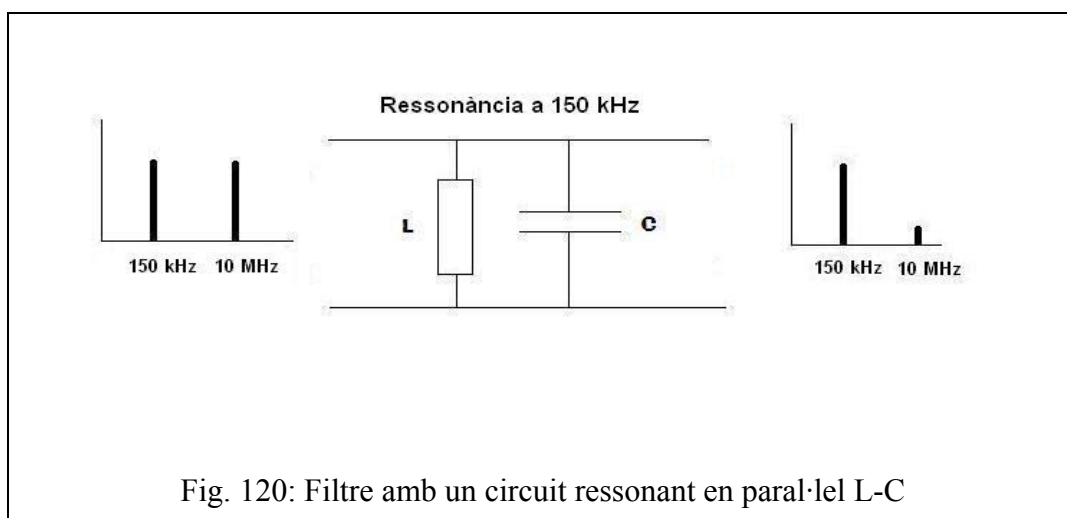 Ressonància a 150 kHz
150 kHz 10 MHz
L
C
150 kHz 10 MHz
Fig. 120: Filtre amb un circuit ressonant en paral·lel L-C